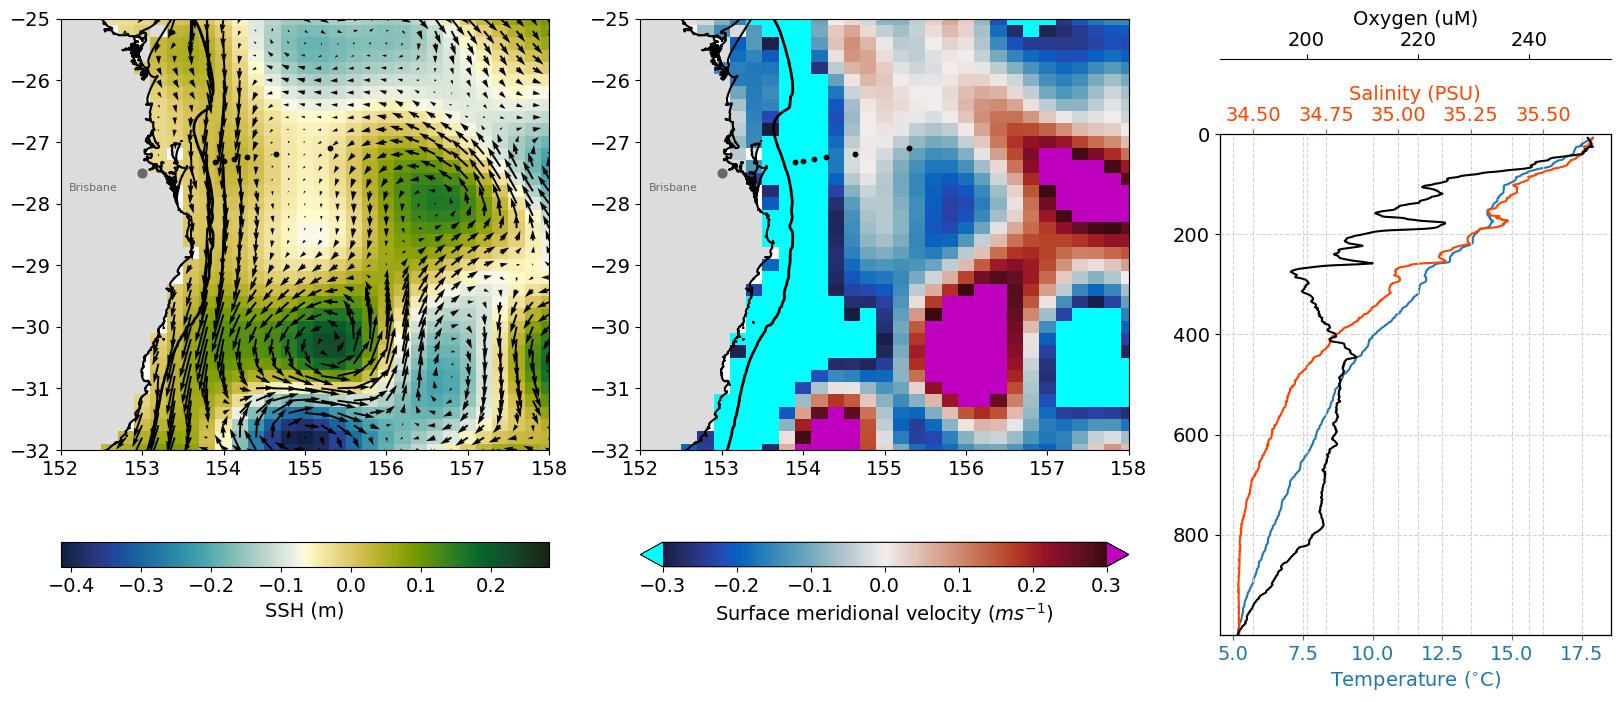 −25
−26
−27
−28
−29
−30
−31
−32
152 153 154 155 156 157 158
Brisbane
−0.4 −0.3 −0.2 −0.1 0.0 0.1 0.2
SSH (m)
−25
−26
−27
−28
−29
−30
−31
−32
152 153 154 155 156 157 158
Brisbane
−0.3 −0.2 −0.1 0.0 0.1 0.2 0.3
Surface meridional velocity (ms⁻¹)
Oxygen (uM)
200 220 240
Salinity (PSU)
34.50 34.75 35.00 35.25 35.50
0
200
400
600
800
5.0 7.5 10.0 12.5 15.0 17.5
Temperature (°C)